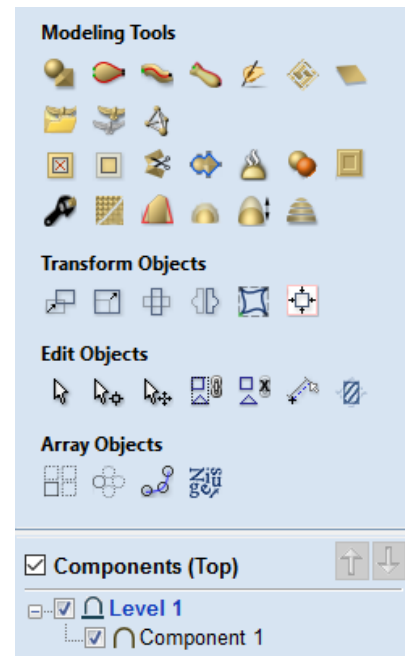 Modeling Tools
Transform Objects
Edit Objects
Array Objects
Components (Top)
Level 1
Component 1